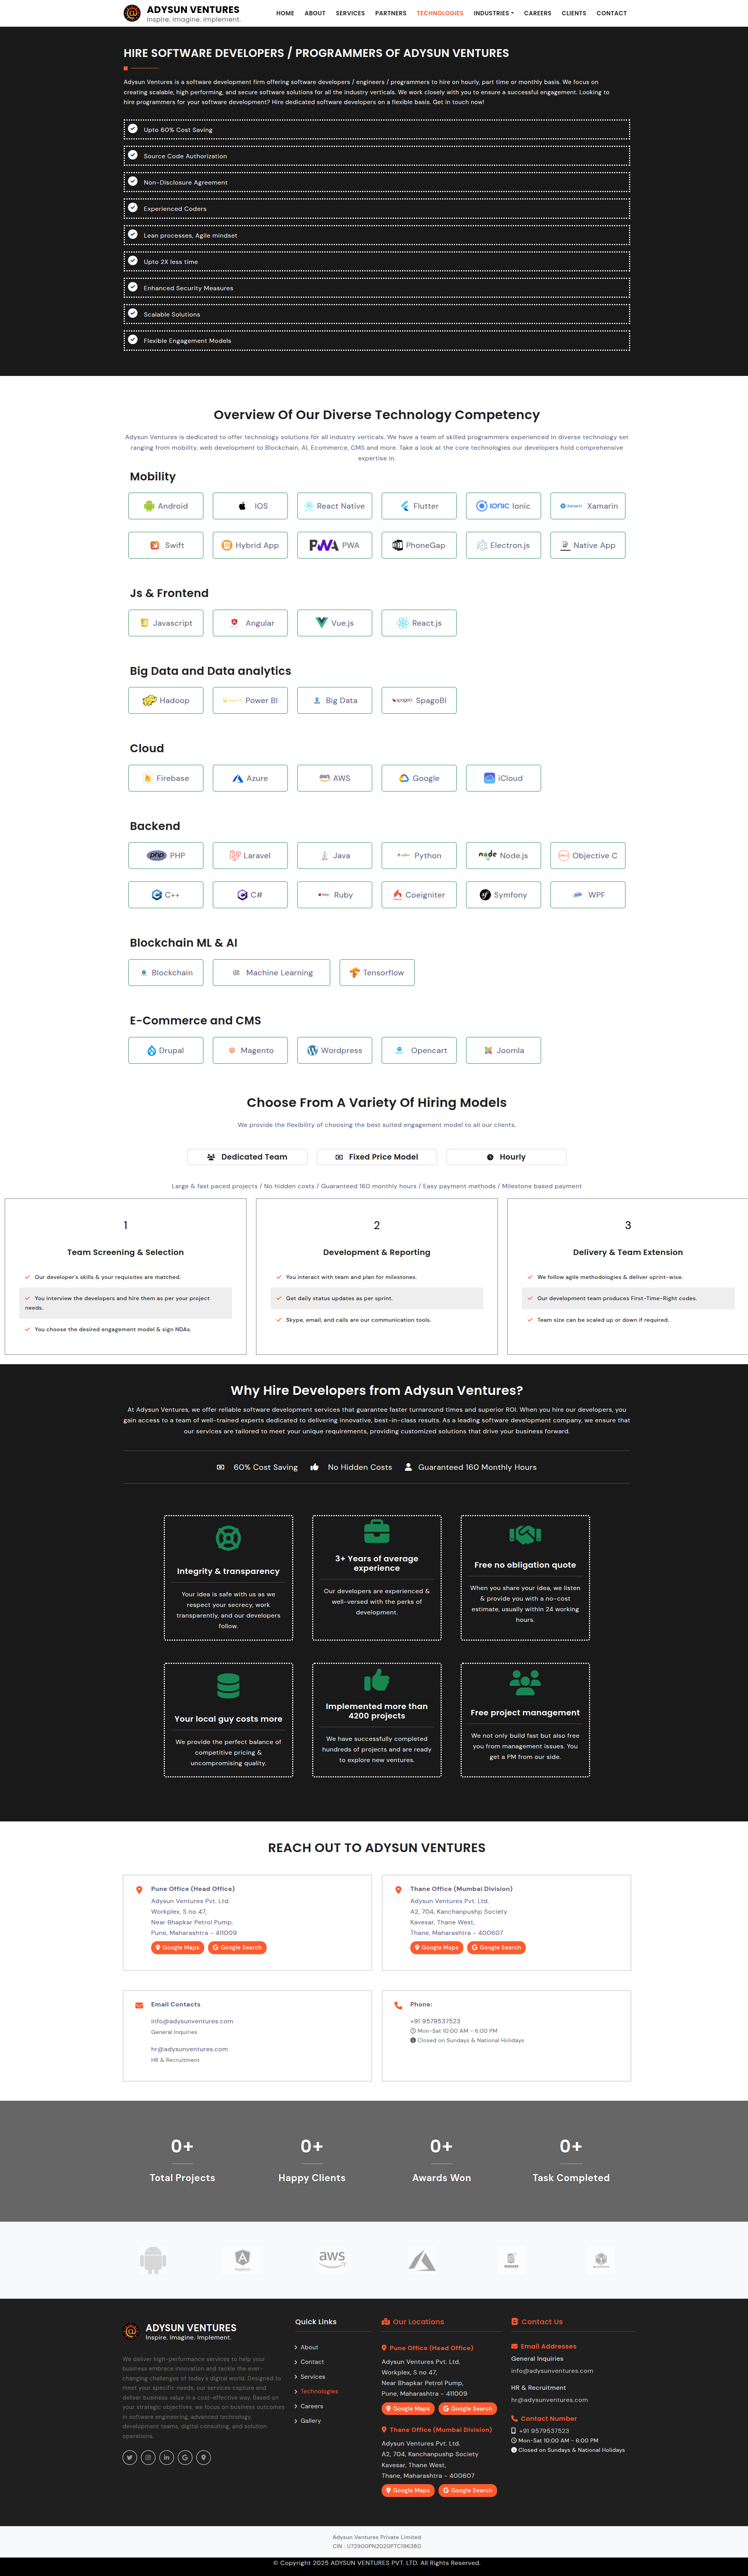 ADYSUN VENTURES
Inspire. Imagine. Implement.
HOME ABOUT SERVICES PARTNERS TECHNOLOGIES INDUSTRIES CAREERS CLIENTS CONTACT
HIRE SOFTWARE DEVELOPERS / PROGRAMMERS OF ADYSUN VENTURES
Adysun Ventures is a software development firm offering software developers / engineers / programmers to hire on hourly, part time or monthly basis. We focus on
creating scalable, high performing, and secure software solutions for all the industry verticals. We work closely with you to ensure a successful engagement. Looking to
hire programmers for your software development? Hire dedicated software developers on a flexible basis. Get in touch now!
Upto 60% Cost Saving
Source Code Authorization
Non-Disclosure Agreement
Experienced Coders
Lean processes, Agile mindset
Upto 2X less time
Enhanced Security Measures
Scalable Solutions
Flexible Engagement Models
Overview Of Our Diverse Technology Competency
Adysun Ventures is dedicated to offer technology solutions for all industry verticals. We have a team of skilled programmers experienced in diverse technology set
ranging from mobility, web development to Blockchain, AI, Ecommerce, CMS and more. Take a look at the core technologies our developers hold comprehensive
expertise in.
Mobility
Android IOS React Native Flutter IONIC Ionic Xamarin
Swift Hybrid App PWA PWA PhoneGap Electron.js Native App
Js & Frontend
Javascript Angular Vue.js React.js
Big Data and Data analytics
Hadoop Power BI Big Data SpagoBI SpagoBI
Cloud
Firebase Azure aws AWS Google iCloud
Backend
php PHP Laravel Java Python node Node.js Objective C
C++ C# Ruby Coeigniter Symfony WPF
Blockchain ML & AI
Blockchain Machine Learning Tensorflow
E-Commerce and CMS
Drupal Magento Wordpress Opencart Joomla
Choose From A Variety Of Hiring Models
We provide the flexibility of choosing the best suited engagement model to all our clients.
Dedicated Team Fixed Price Model Hourly
Large & fast paced projects / No hidden costs / Guaranteed 160 monthly hours / Easy payment methods / Milestone based payment
1
Team Screening & Selection
Our developer's skills & your requisites are matched.
You interview the developers and hire them as per your project
needs.
You choose the desired engagement model & sign NDAs.
2
Development & Reporting
You interact with team and plan for milestones.
Get daily status updates as per sprint.
Skype, email, and calls are our communication tools.
3
Delivery & Team Extension
We follow agile methodologies & deliver sprint-wise.
Our development team produces First-Time-Right codes.
Team size can be scaled up or down if required.
Why Hire Developers from Adysun Ventures?
At Adysun Ventures, we offer reliable software development services that guarantee faster turnaround times and superior ROI. When you hire our developers, you
gain access to a team of well-trained experts dedicated to delivering innovative, best-in-class results. As a leading software development company, we ensure that
our services are tailored to meet your unique requirements, providing customized solutions that drive your business forward.
60% Cost Saving No Hidden Costs Guaranteed 160 Monthly Hours
Integrity & transparency
Your idea is safe with us as we
respect your secrecy, work
transparently, and our developers
follow.
3+ Years of average
experience
Our developers are experienced &
well-versed with the perks of
development.
Free no obligation quote
When you share your idea, we listen
& provide you with a no-cost
estimate, usually within 24 working
hours.
Your local guy costs more
We provide the perfect balance of
competitive pricing &
uncompromising quality.
Implemented more than
4200 projects
We have successfully completed
hundreds of projects and are ready
to explore new ventures.
Free project management
We not only build fast but also free
you from management issues. You
get a PM from our side.
REACH OUT TO ADYSUN VENTURES
Pune Office (Head Office)
Adysun Ventures Pvt. Ltd.
Workplex, S no 47,
Near Bhapkar Petrol Pump,
Pune, Maharashtra - 411009
Google Maps Google Search
Thane Office (Mumbai Division)
Adysun Ventures Pvt. Ltd.
A2, 704, Kanchanpushp Society
Kavesar, Thane West,
Thane, Maharashtra - 400607
Google Maps Google Search
Email Contacts
info@adysunventures.com
General Inquiries
hr@adysunventures.com
HR & Recruitment
Phone:
+91 9579537523
Mon-Sat 10:00 AM - 6:00 PM
Closed on Sundays & National Holidays
0+ 0+ 0+ 0+
Total Projects Happy Clients Awards Won Task Completed
aws
ADYSUN VENTURES
Inspire. Imagine. Implement.
We deliver high-performance services to help your
business embrace innovation and tackle the ever-
changing challenges of today's digital world. Designed to
meet your specific needs, our services capture and
deliver business value in a cost-effective way. Based on
your strategic objectives, we focus on business outcomes
in software engineering, advanced technology,
development teams, digital consulting, and solution
operations.
Quick Links
About
Contact
Services
Technologies
Careers
Gallery
Our Locations
Pune Office (Head Office)
Adysun Ventures Pvt. Ltd.
Workplex, S no 47,
Near Bhapkar Petrol Pump,
Pune, Maharashtra - 411009
Google Maps Google Search
Thane Office (Mumbai Division)
Adysun Ventures Pvt. Ltd.
A2, 704, Kanchanpushp Society
Kavesar, Thane West,
Thane, Maharashtra - 400607
Google Maps Google Search
Contact Us
Email Addresses
General Inquiries
info@adysunventures.com
HR & Recruitment
hr@adysunventures.com
Contact Number
+91 9579537523
Mon-Sat 10:00 AM - 6:00 PM
Closed on Sundays & National Holidays
Adysun Ventures Private Limited
CIN : U72900PN2020PTC196380
© Copyright 2025 ADYSUN VENTURES PVT. LTD. All Rights Reserved.